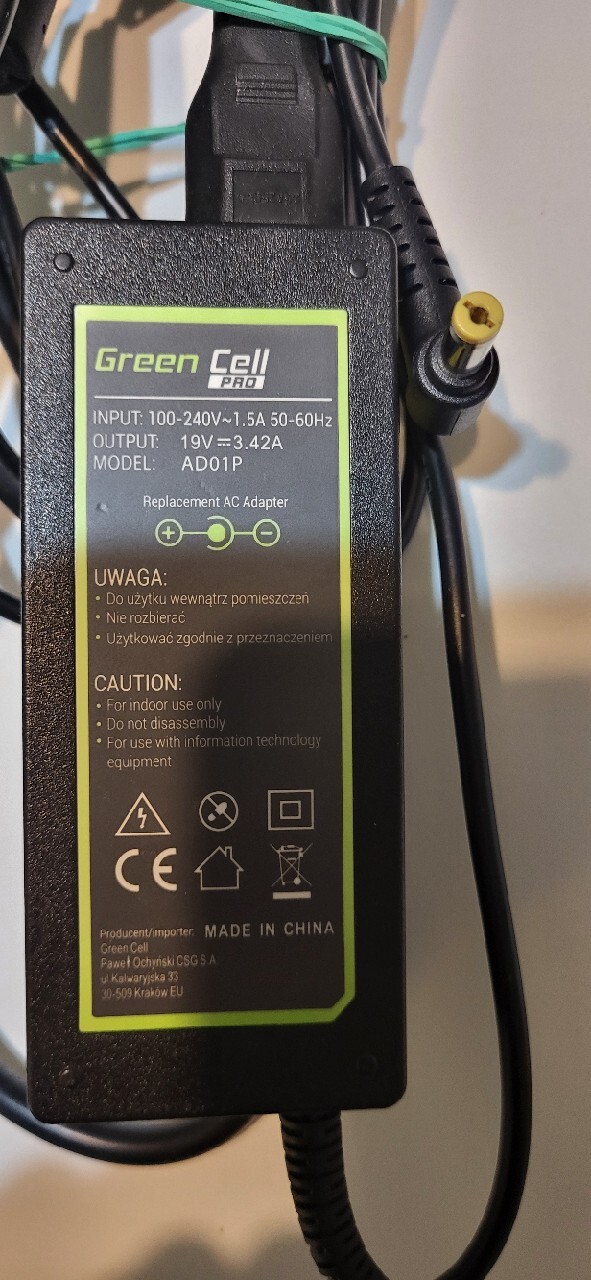 Green Cell
PRO
INPUT: 100-240V~1.5A 50-60Hz
OUTPUT: 19V⎓3.42A
MODEL: AD01P
Replacement AC Adapter
+ -
UWAGA:
• Do użytku wewnątrz pomieszczeń
• Nie rozbierać
• Użytkować zgodnie z przeznaczeniem
CAUTION:
• For indoor use only
• Do not disassembly
• For use with information technology
equipment
CE
Producent/importer: MADE IN CHINA
Green Cell
Paweł Ochyński CSG S.A.
ul.Kalwaryjska 33
30-509 Kraków EU